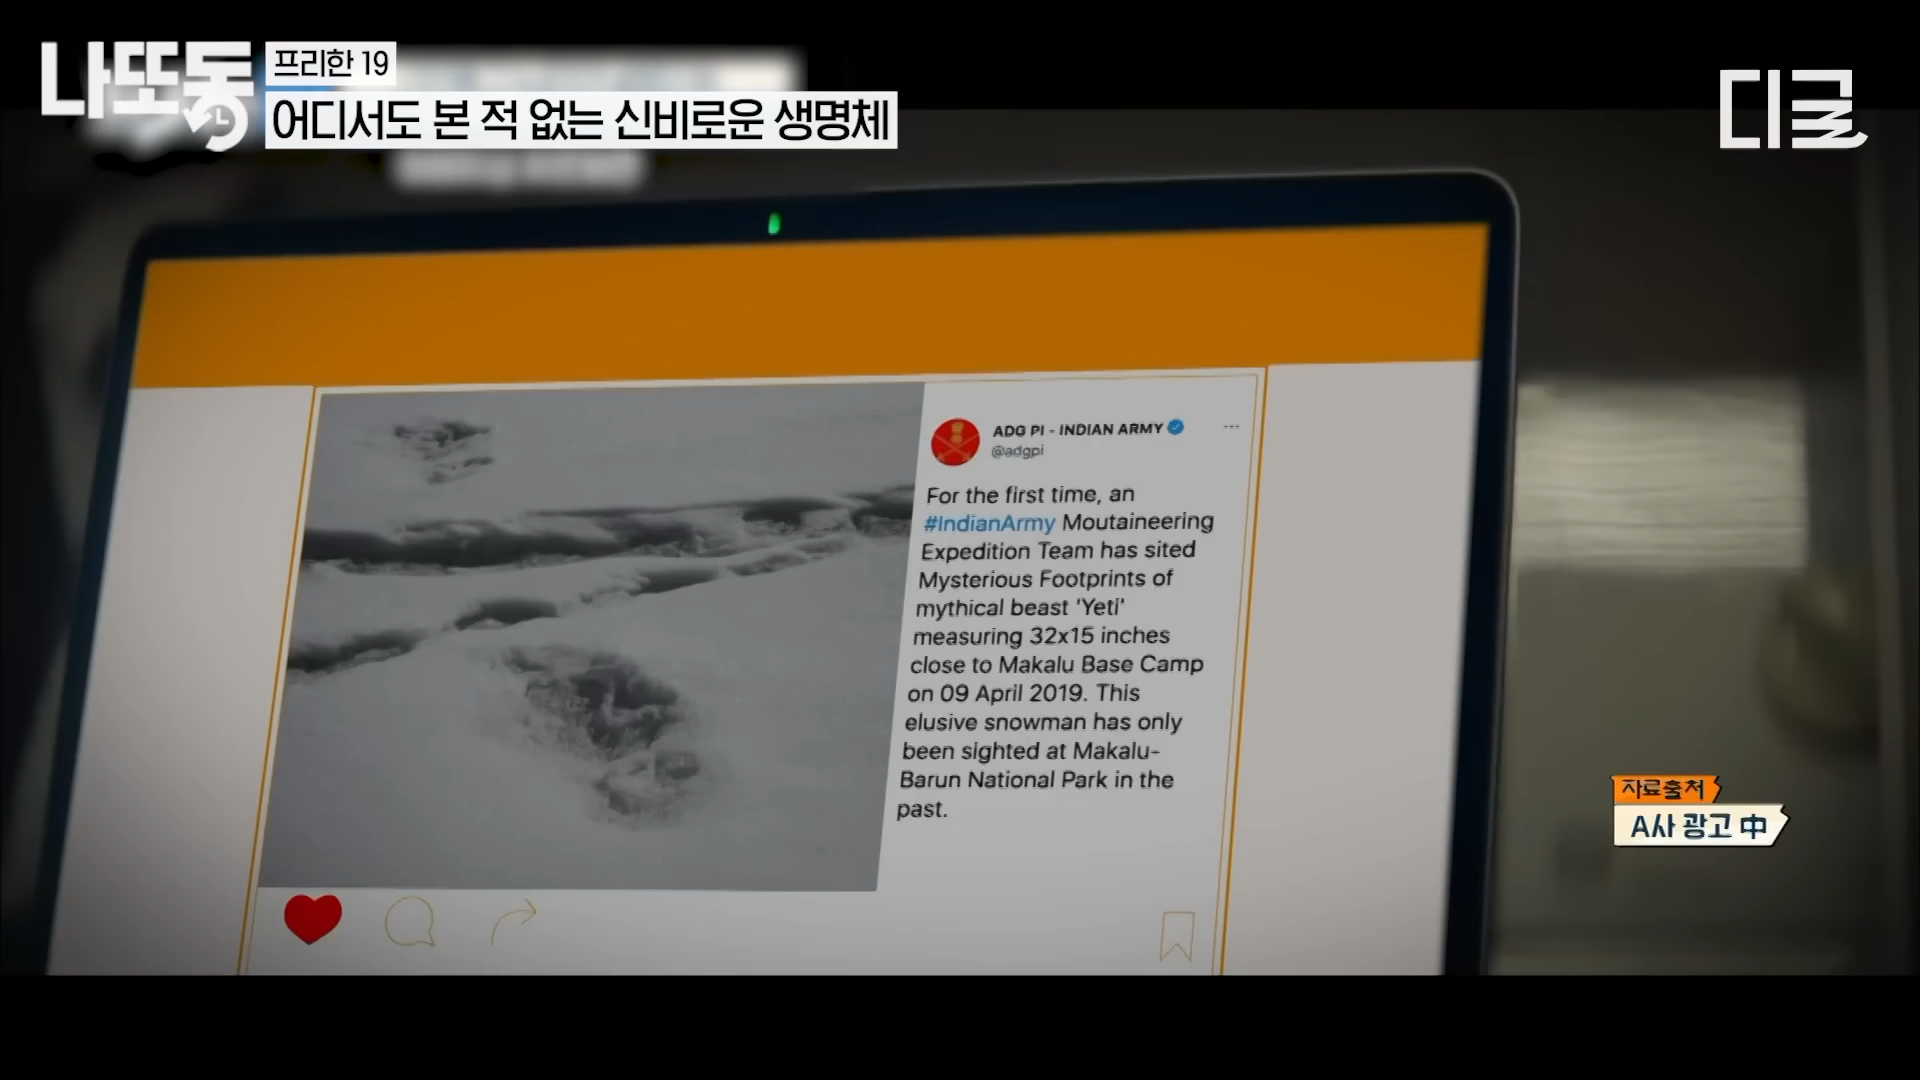 나또동
프리한 19
어디서도 본 적 없는 신비로운 생명체
디글
ADG PI - INDIAN ARMY
@adgpi
For the first time, an
#IndianArmy Moutaineering
Expedition Team has sited
Mysterious Footprints of
mythical beast 'Yeti'
measuring 32x15 inches
close to Makalu Base Camp
on 09 April 2019. This
elusive snowman has only
been sighted at Makalu-
Barun National Park in the
past.
자료출처
A사 광고 中